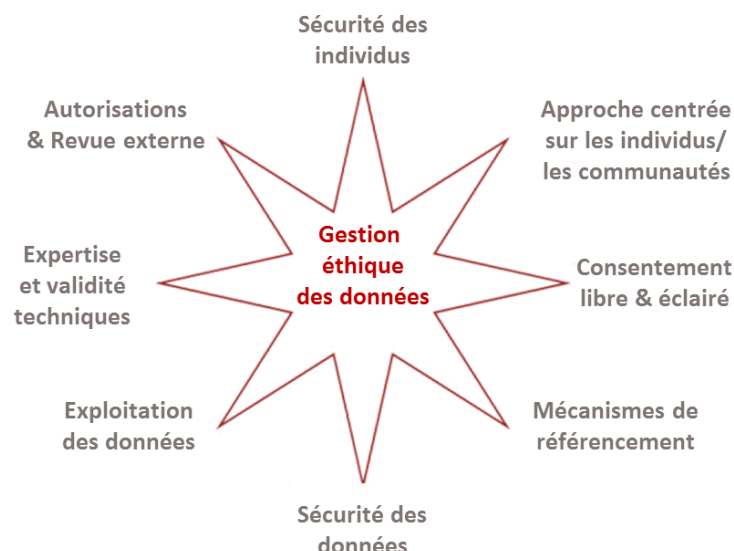 Sécurité des
individus
Autorisations
& Revue externe
Approche centrée
sur les individus/
les communautés
Gestion
éthique
des données
Expertise
et validité
techniques
Consentement
libre & éclairé
Exploitation
des données
Mécanismes de
référencement
Sécurité des
données